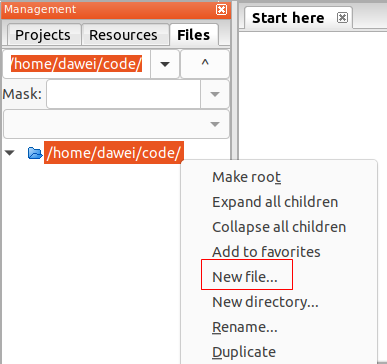 Management
Projects Resources Files
/home/dawei/code/ ^
Mask:
/home/dawei/code/
Start here
Make root
Expand all children
Collapse all children
Add to favorites
New file...
New directory...
Rename...
Duplicate